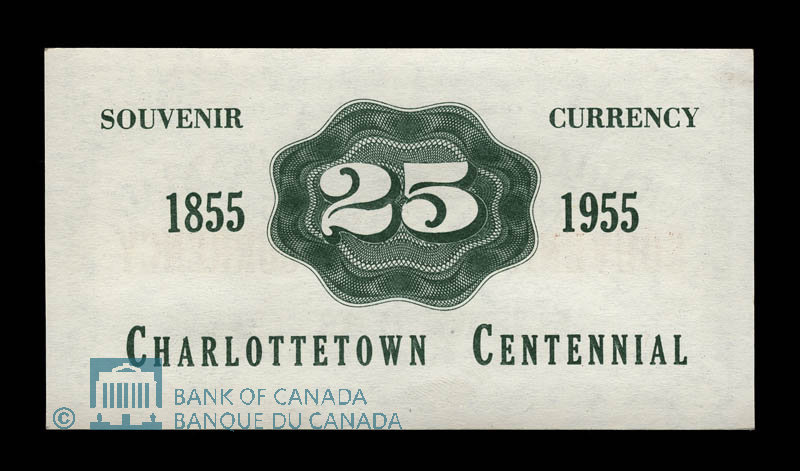 SOUVENIR CURRENCY
1855 25 1955
CHARLOTTETOWN CENTENNIAL
© BANK OF CANADA
BANQUE DU CANADA